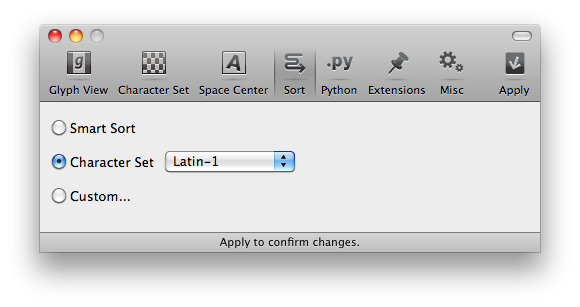 g A .py
Glyph View Character Set Space Center Sort Python Extensions Misc Apply
Smart Sort
Character Set Latin-1
Custom...
Apply to confirm changes.